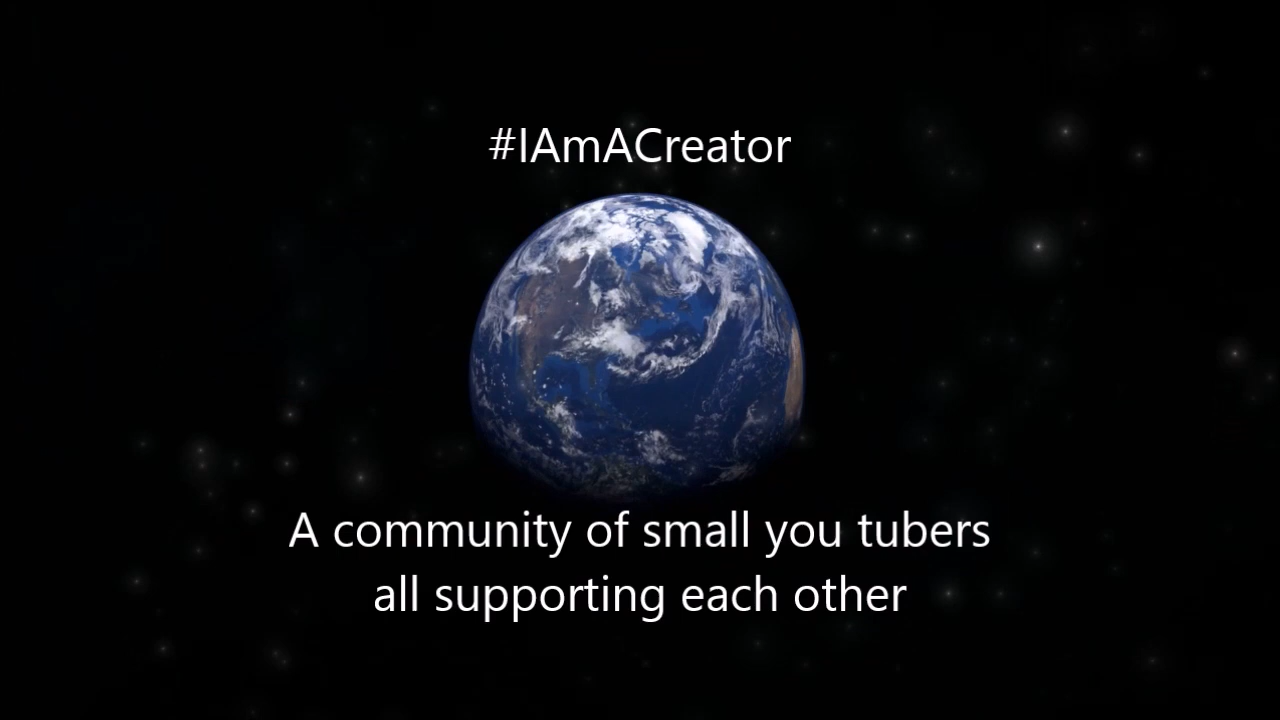 #IAmACreator
A community of small you tubers
all supporting each other